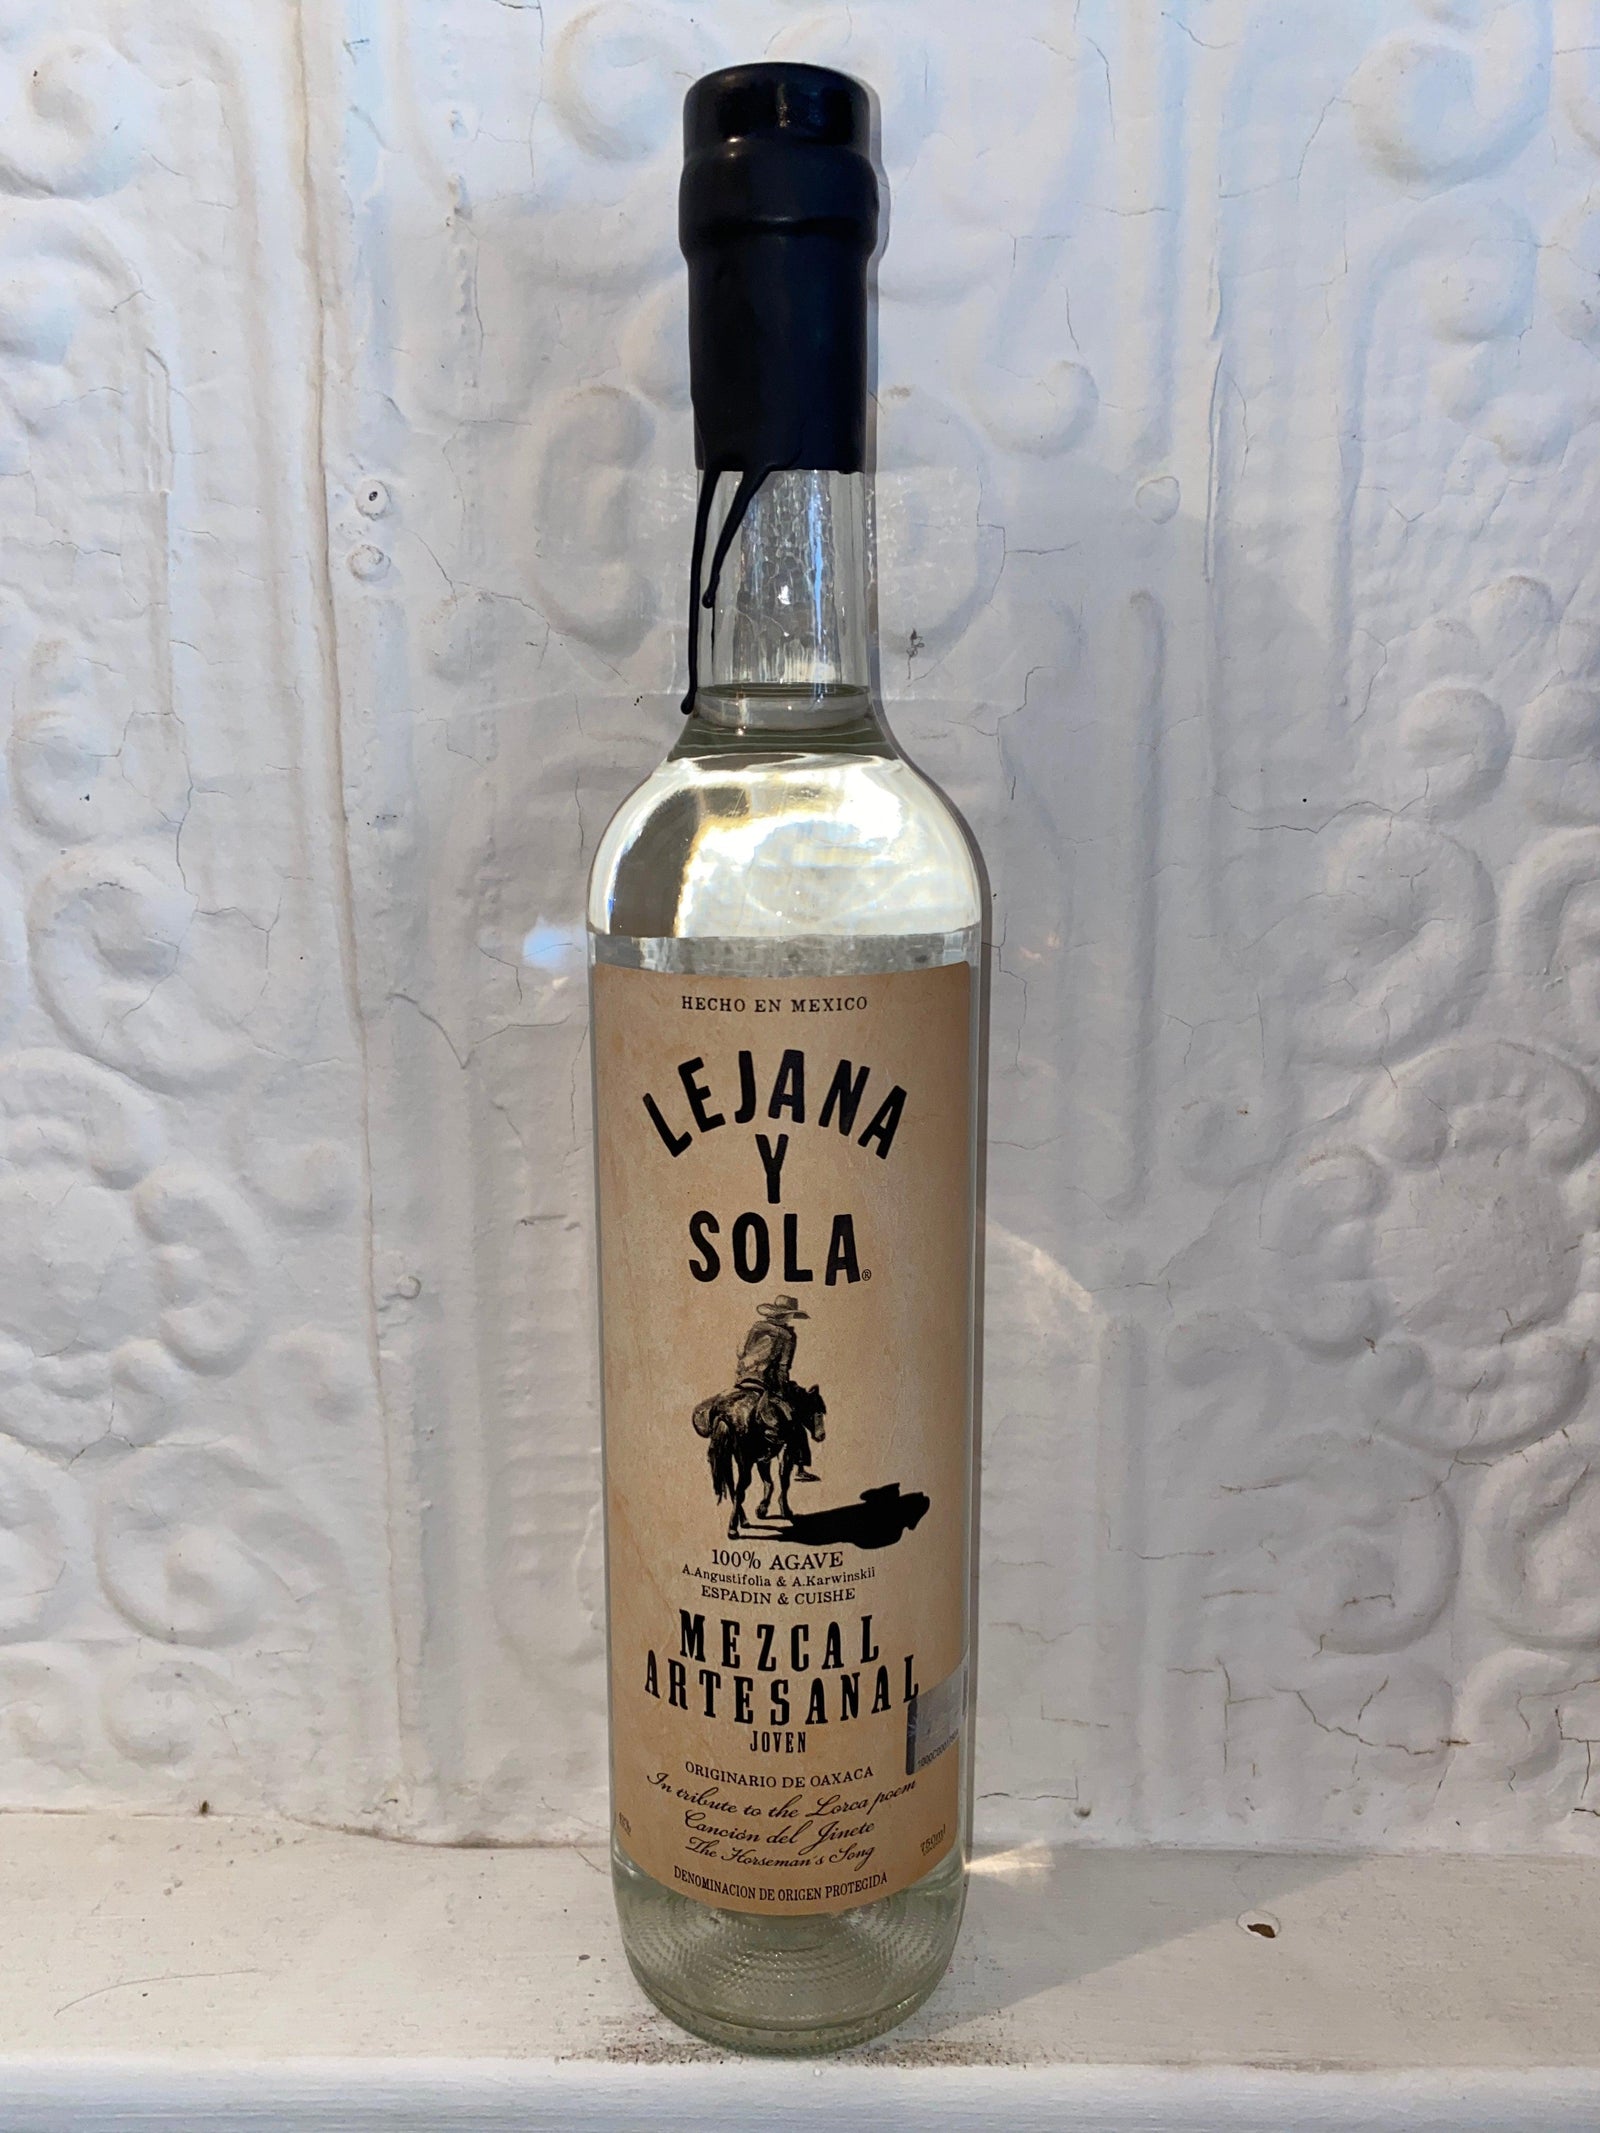 HECHO EN MEXICO
LEJANA
Y
SOLA®
100% AGAVE
A.Angustifolia & A.Karwinskii
ESPADIN & CUISHE
MEZCAL
ARTESANAL
JOVEN
ORIGINARIO DE OAXACA
In tribute to the Lorca poem
Canción del Jinete
The Horseman's Song
750ml
DENOMINACION DE ORIGEN PROTEGIDA